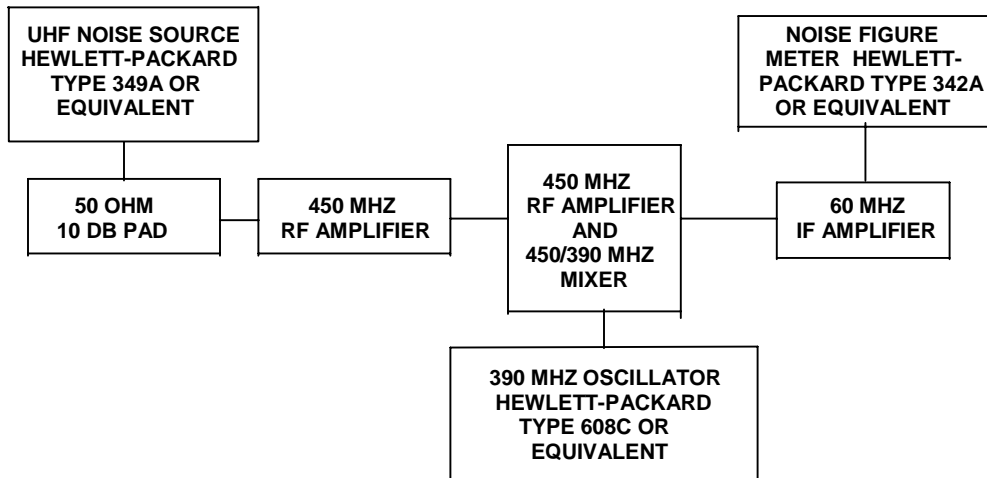 UHF NOISE SOURCE
HEWLETT-PACKARD
TYPE 349A OR
EQUIVALENT
NOISE FIGURE
METER HEWLETT-
PACKARD TYPE 342A
OR EQUIVALENT
50 OHM
10 DB PAD
450 MHZ
RF AMPLIFIER
450 MHZ
RF AMPLIFIER
AND
450/390 MHZ
MIXER
60 MHZ
IF AMPLIFIER
390 MHZ OSCILLATOR
HEWLETT-PACKARD
TYPE 608C OR
EQUIVALENT